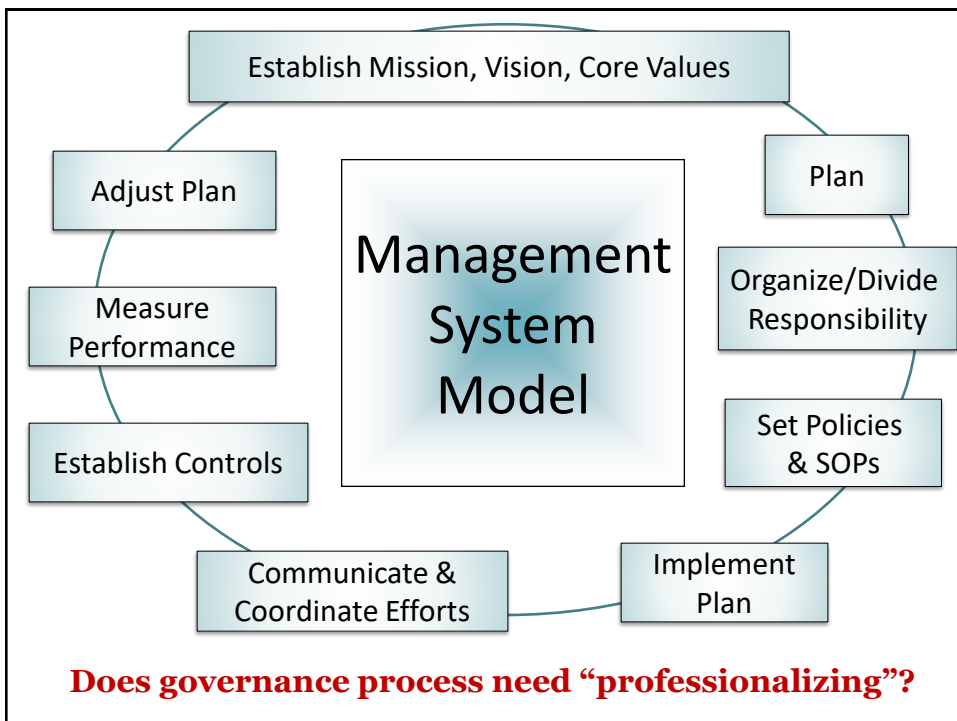 Establish Mission, Vision, Core Values
Plan
Organize/Divide
Responsibility
Set Policies
& SOPs
Implement
Plan
Communicate &
Coordinate Efforts
Establish Controls
Measure
Performance
Adjust Plan
Management
System
Model
Does governance process need “professionalizing”?